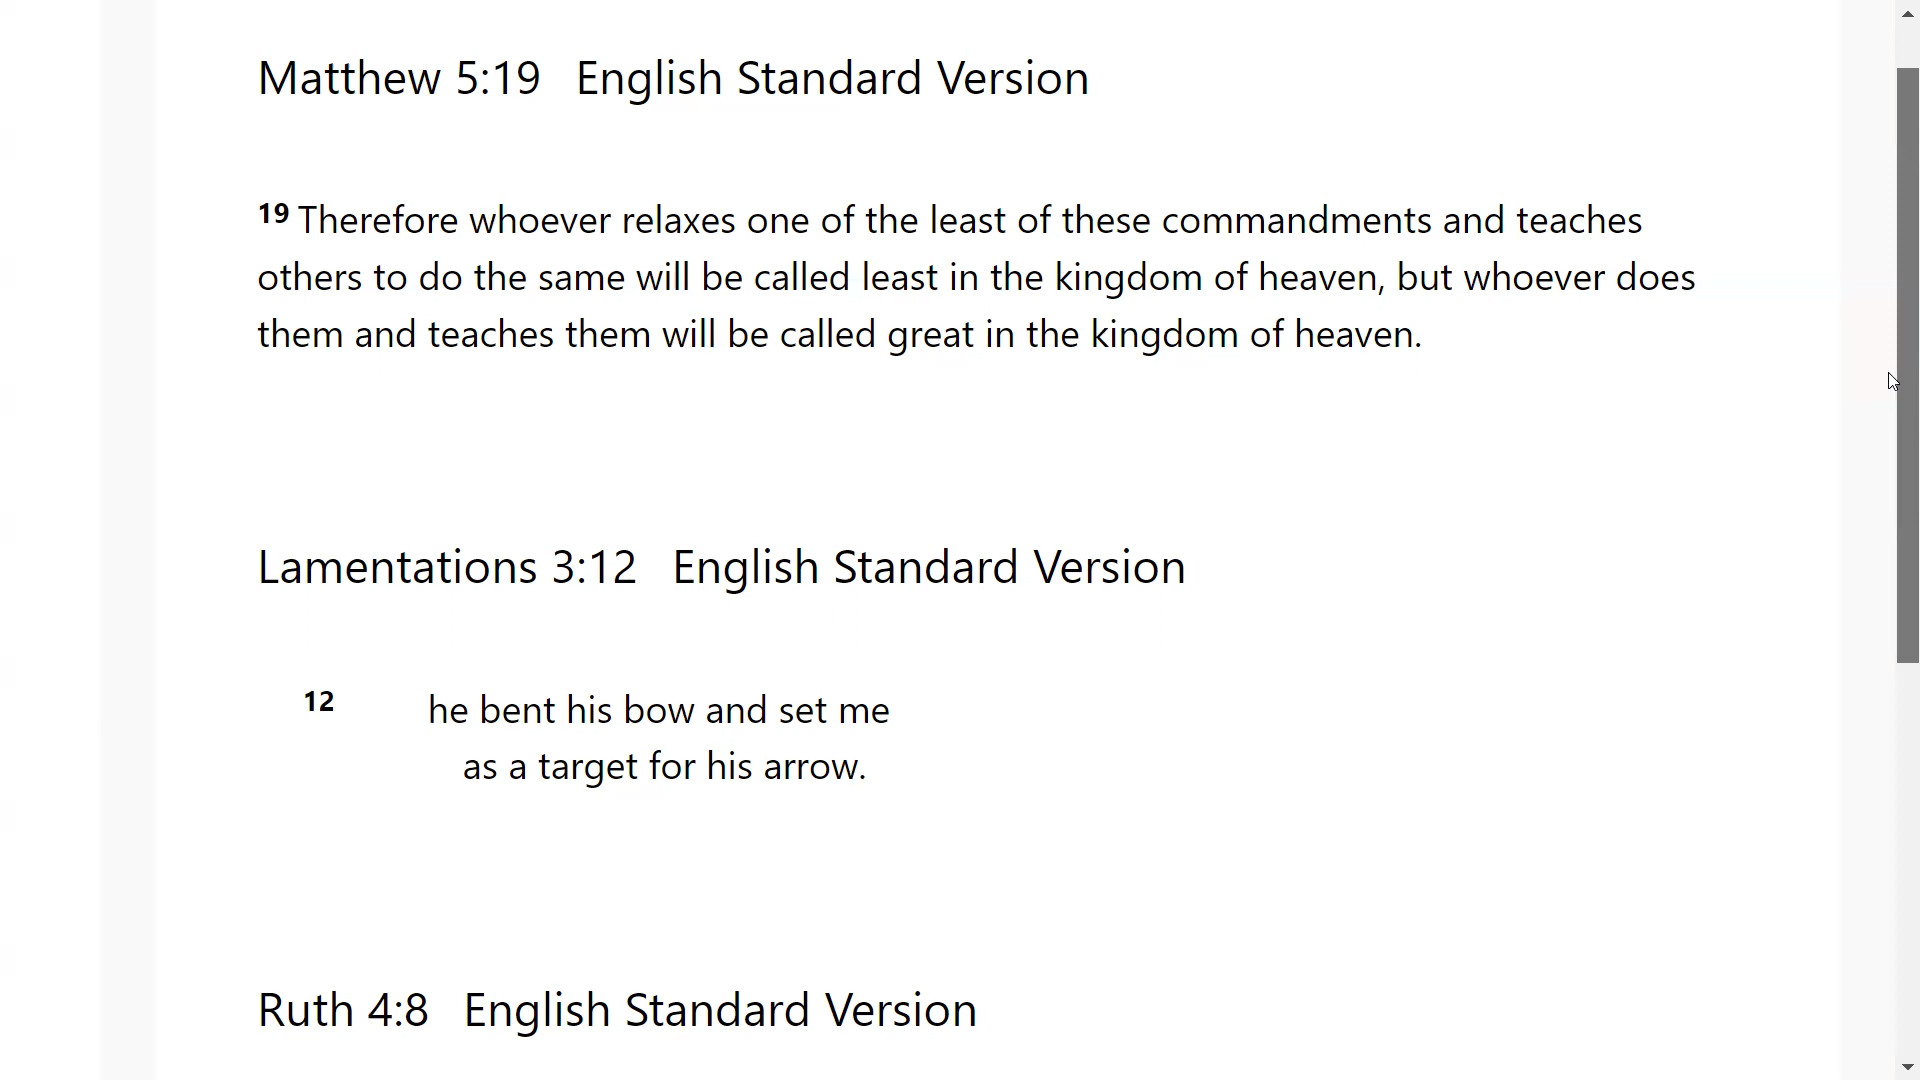 Matthew 5:19 English Standard Version
19 Therefore whoever relaxes one of the least of these commandments and teaches
others to do the same will be called least in the kingdom of heaven, but whoever does
them and teaches them will be called great in the kingdom of heaven.
Lamentations 3:12 English Standard Version
12 he bent his bow and set me
as a target for his arrow.
Ruth 4:8 English Standard Version